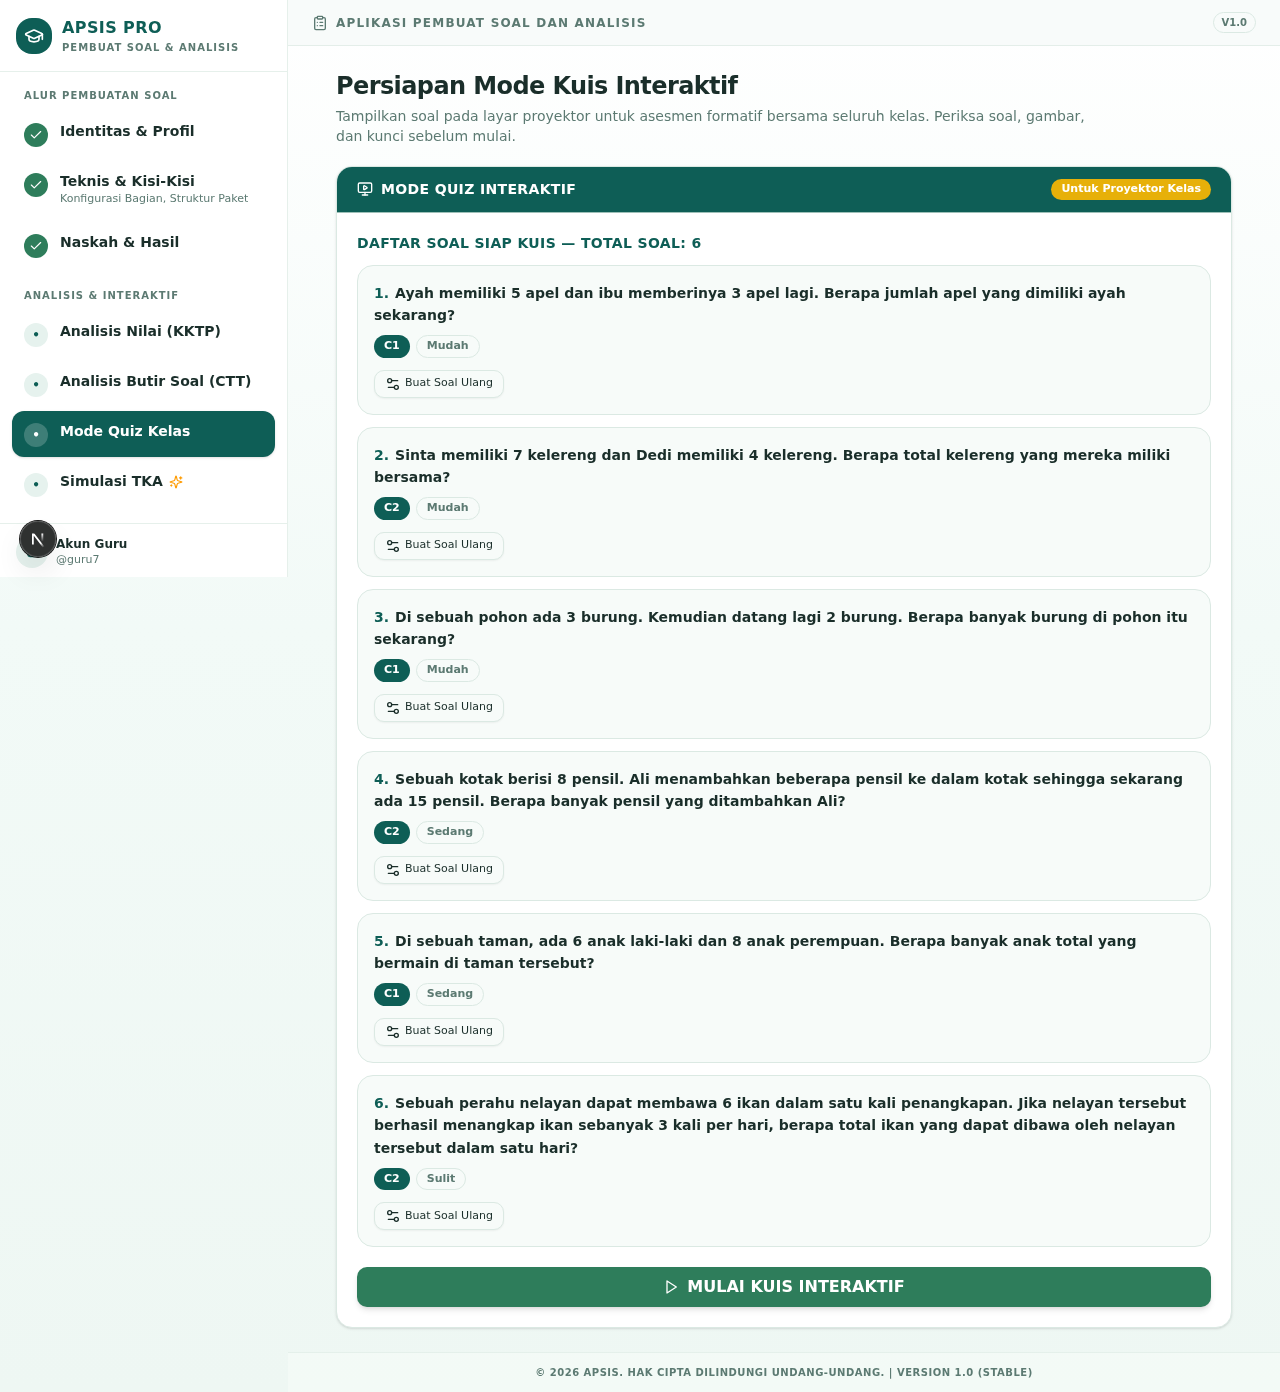 APSIS PRO
PEMBUAT SOAL & ANALISIS
ALUR PEMBUATAN SOAL
Identitas & Profil
Teknis & Kisi-Kisi
Konfigurasi Bagian, Struktur Paket
Naskah & Hasil
ANALISIS & INTERAKTIF
Analisis Nilai (KKTP)
Analisis Butir Soal (CTT)
Mode Quiz Kelas
Simulasi TKA
N
Akun Guru
@guru7
APLIKASI PEMBUAT SOAL DAN ANALISIS
V1.0
Persiapan Mode Kuis Interaktif
Tampilkan soal pada layar proyektor untuk asesmen formatif bersama seluruh kelas. Periksa soal, gambar,
dan kunci sebelum mulai.
MODE QUIZ INTERAKTIF
Untuk Proyektor Kelas
DAFTAR SOAL SIAP KUIS — TOTAL SOAL: 6
1. Ayah memiliki 5 apel dan ibu memberinya 3 apel lagi. Berapa jumlah apel yang dimiliki ayah
sekarang?
C1 Mudah
Buat Soal Ulang
2. Sinta memiliki 7 kelereng dan Dedi memiliki 4 kelereng. Berapa total kelereng yang mereka miliki
bersama?
C2 Mudah
Buat Soal Ulang
3. Di sebuah pohon ada 3 burung. Kemudian datang lagi 2 burung. Berapa banyak burung di pohon itu
sekarang?
C1 Mudah
Buat Soal Ulang
4. Sebuah kotak berisi 8 pensil. Ali menambahkan beberapa pensil ke dalam kotak sehingga sekarang
ada 15 pensil. Berapa banyak pensil yang ditambahkan Ali?
C2 Sedang
Buat Soal Ulang
5. Di sebuah taman, ada 6 anak laki-laki dan 8 anak perempuan. Berapa banyak anak total yang
bermain di taman tersebut?
C1 Sedang
Buat Soal Ulang
6. Sebuah perahu nelayan dapat membawa 6 ikan dalam satu kali penangkapan. Jika nelayan tersebut
berhasil menangkap ikan sebanyak 3 kali per hari, berapa total ikan yang dapat dibawa oleh nelayan
tersebut dalam satu hari?
C2 Sulit
Buat Soal Ulang
MULAI KUIS INTERAKTIF
© 2026 APSIS. HAK CIPTA DILINDUNGI UNDANG-UNDANG. | VERSION 1.0 (STABLE)